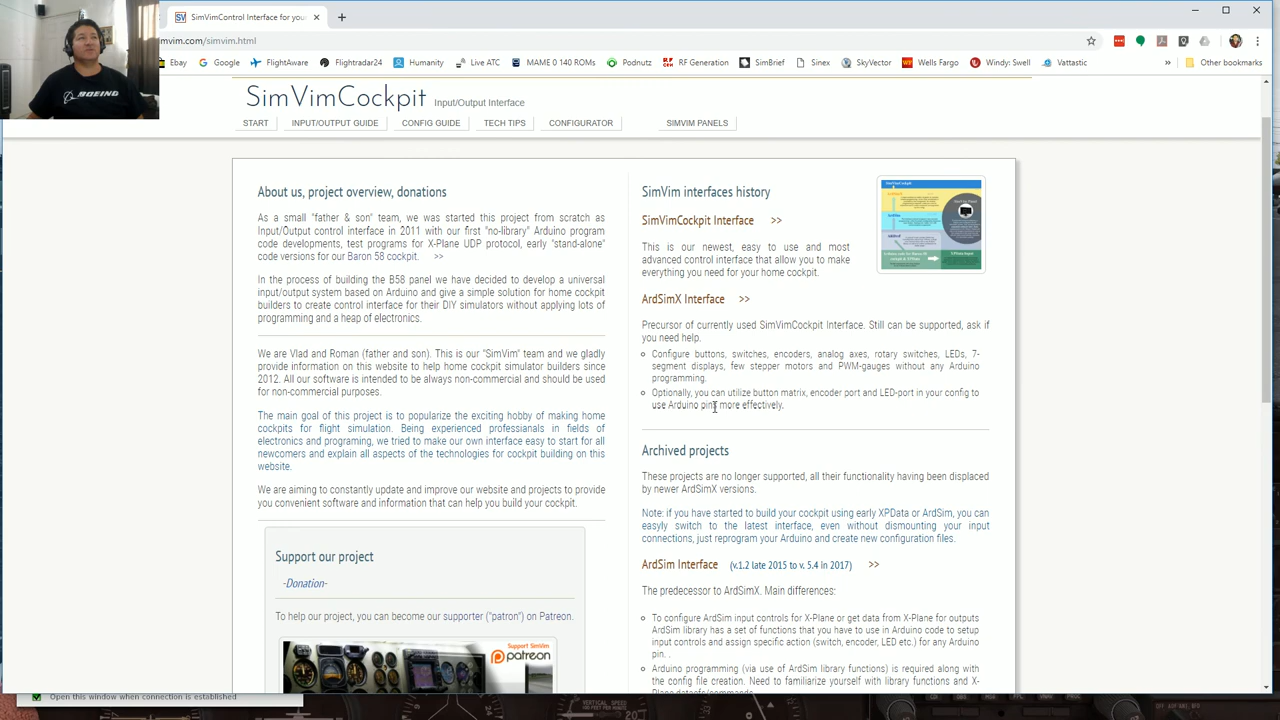 SimVimControl Interface for you
BOEING
mvim.com/simvim.html
Ebay
Google
FlightAware
Flightradar24
Humanity
Live ATC
MAME 0 140 ROMs
Podnutz
RF Generation
SimBrief
Sinex
SkyVector
Wells Fargo
Windy: Swell
Vattastic
»
Other bookmarks
SimVimCockpit Input/Output Interface
START
INPUT/OUTPUT GUIDE
CONFIG GUIDE
TECH TIPS
CONFIGURATOR
SIMVIM PANELS
About us, project overview, donations
As a small "father & son" team, we was started this project from scratch as
Input/Output control interface in 2011 with our first "no-library" Arduino program
code developments, test programs for X-Plane UDP protocol, early "stand-alone"
code versions for our Baron 58 cockpit. >>
In the process of building the B58 panel we have decided to develop a universal
input/output system based on Arduino and give a simple solution for home cockpit
builders to create control interface for their DIY simulators without applying lots of
programming and a heap of electronics.
We are Vlad and Roman (father and son). This is our "SimVim" team and we gladly
provide information on this website to help home cockpit simulator builders since
2012. All our software is intended to be always non-commercial and should be used
for non-commercial purposes.
The main goal of this project is to popularize the exciting hobby of making home
cockpits for flight simulation. Being experienced professionals in fields of
electronics and programing, we tried to make our own interface easy to start for all
newcomers and explain all aspects of the technologies for cockpit building on this
website.
We are aiming to constantly update and improve our website and projects to provide
you convenient software and information that can help you build your cockpit.
Support our project
-Donation-
To help our project, you can become our supporter ("patron") on Patreon.
Support SimVim
patreon
SimVim interfaces history
SimVimCockpit Interface >>
This is our newest, easy to use and most
advanced control interface that allow you to make
everything you need for your home cockpit.
ArdSimX Interface >>
Precursor of currently used SimVimCockpit Interface. Still can be supported, ask if
you need help.
Configure buttons, switches, encoders, analog axes, rotary switches, LEDs, 7-
segment displays, few stepper motors and PWM-gauges without any Arduino
programming.
Optionally, you can utilize button matrix, encoder port and LED-port in your config to
use Arduino pins more effectively.
Archived projects
These projects are no longer supported, all their functionality having been displaced
by newer ArdSimX versions.
Note: if you have started to build your cockpit using early XPData or ArdSim, you can
easyly switch to the latest interface, even without dismounting your input
connections, just reprogram your Arduino and create new configuration files.
ArdSim Interface (v.1.2 late 2015 to v. 5.4 in 2017) >>
The predecessor to ArdSimX. Main differences:
To configure ArdSim input controls for X-Plane or get data from X-Plane for outputs
ArdSim library has a set of functions that you have to use in Arduino code to setup
input controls and assign specific action (switch, encoder, LED etc.) for any Arduino
pin. .
Arduino programming (via use of ArdSim library functions) is required along with
the config file creation. Need to familiarize yourself with library functions and X-
Open this window when connection is established
VERTICAL SPEED